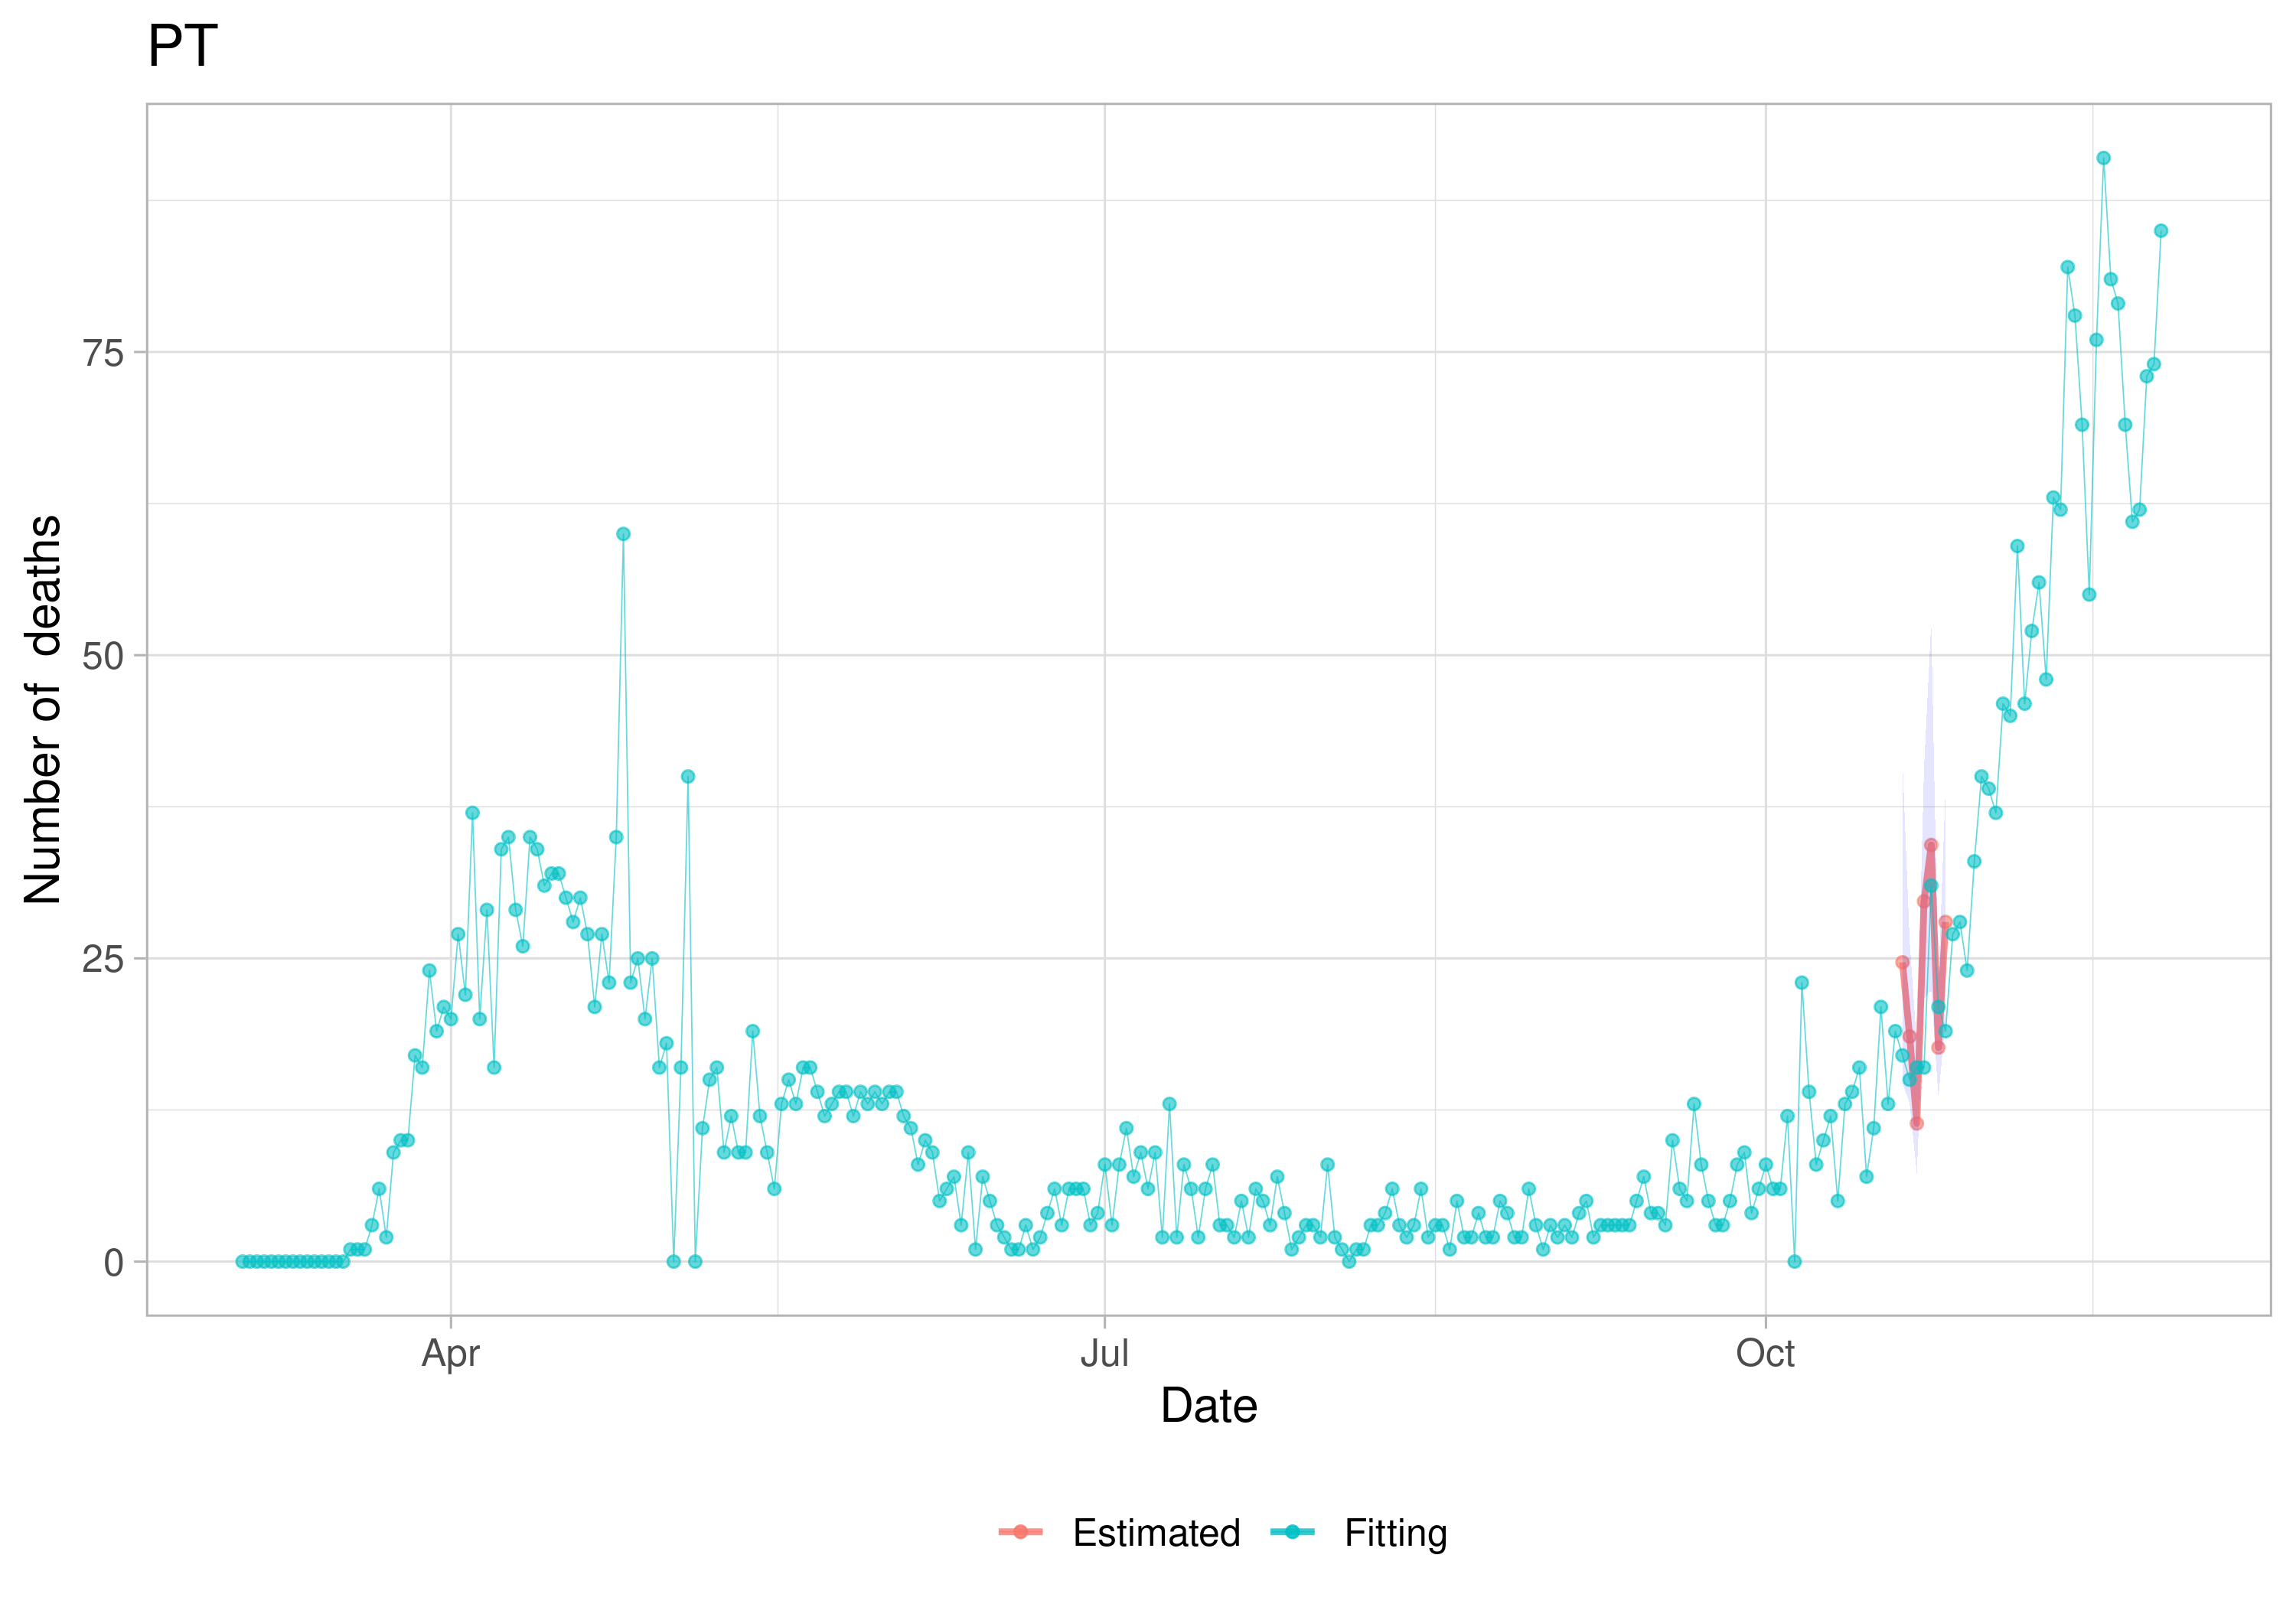 PT
Number of  deaths
75
50
25
0
Apr
Jul
Oct
Date
Estimated
Fitting